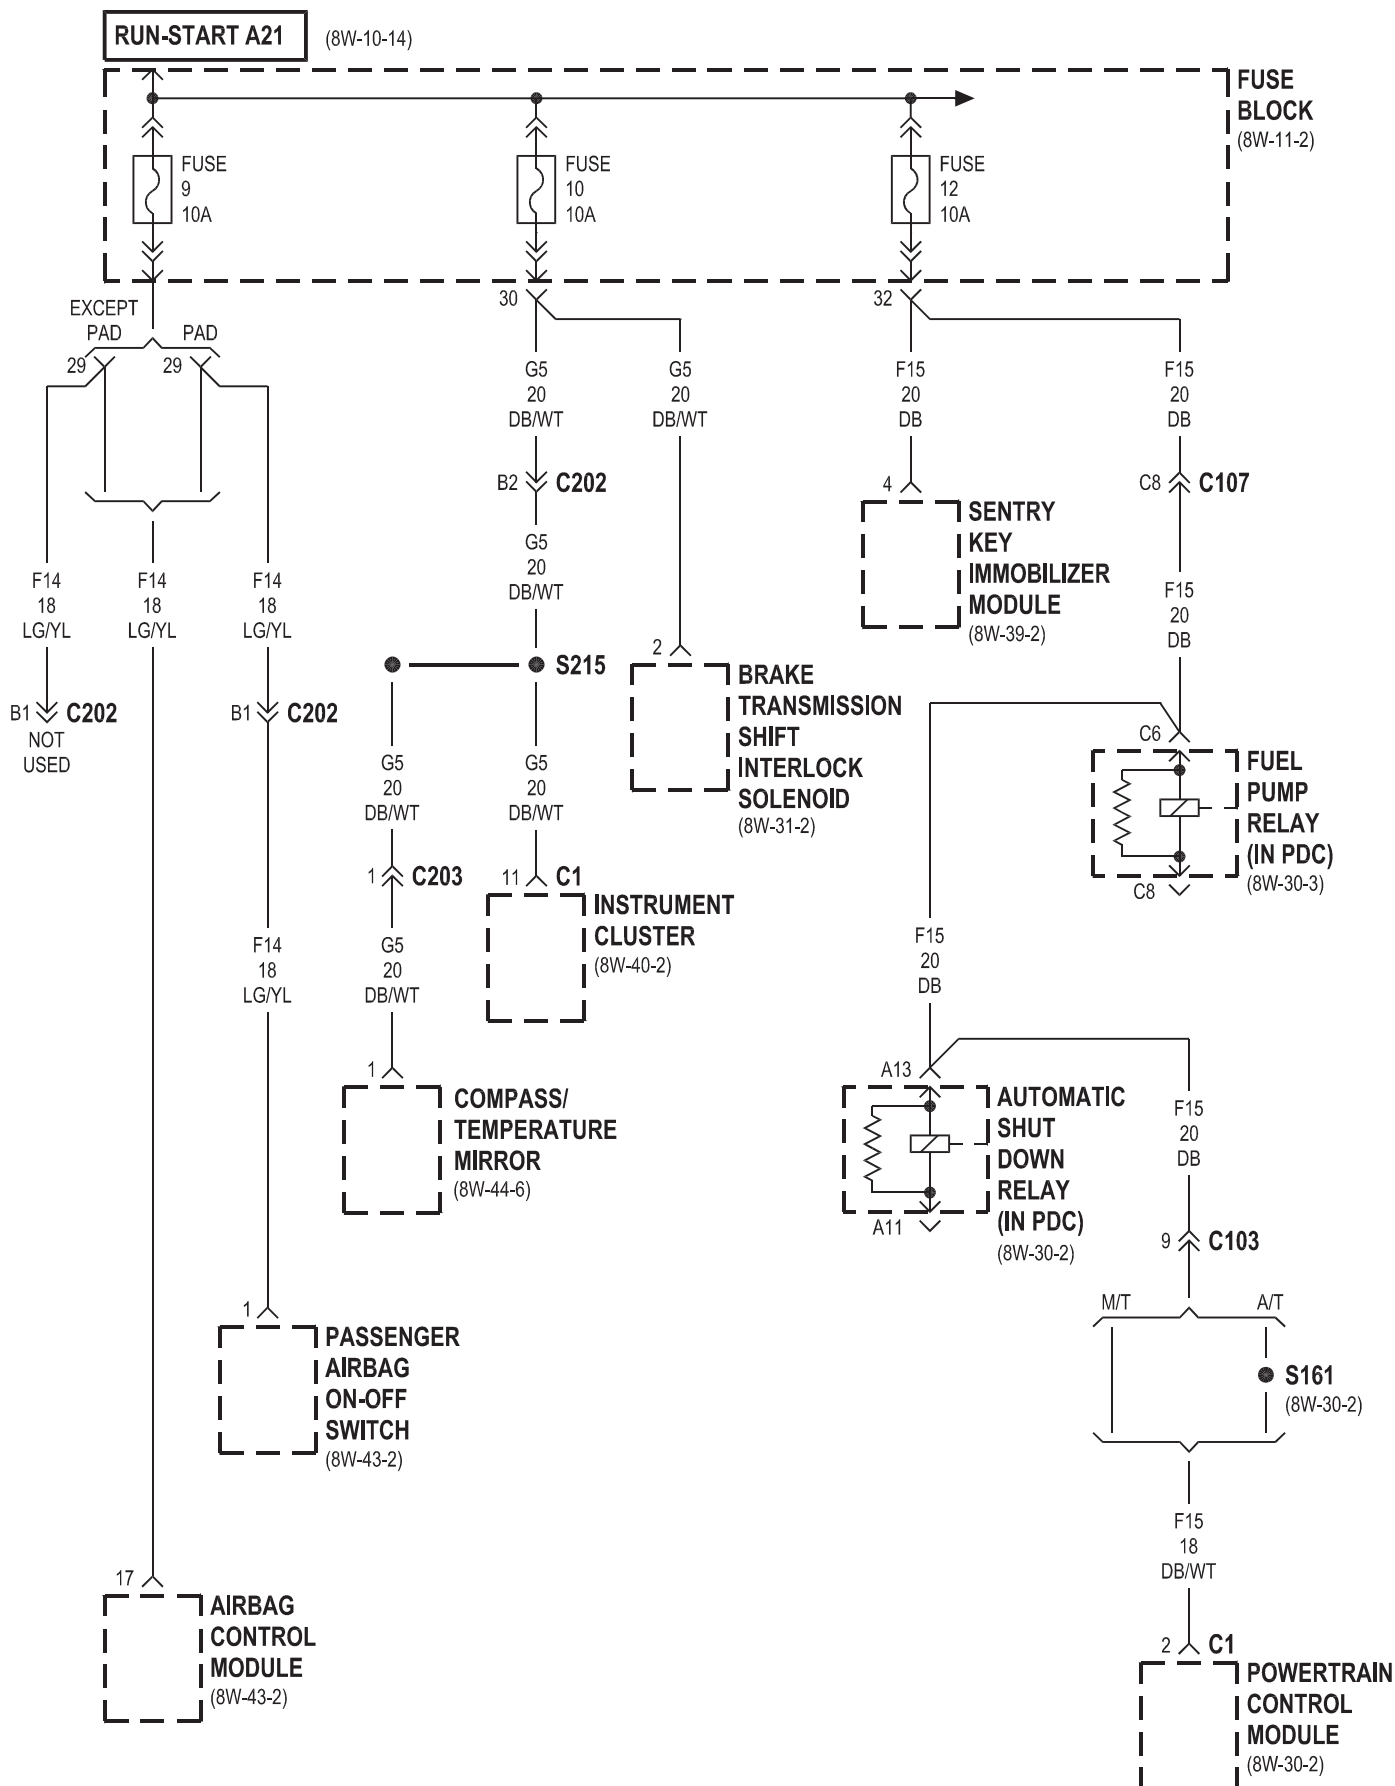 RUN-START A21 (8W-10-14)
FUSE
BLOCK
(8W-11-2)
FUSE
9
10A
FUSE
10
10A
FUSE
12
10A
EXCEPT
PAD
PAD
29
29
30
32
G5
20
DB/WT
G5
20
DB/WT
F15
20
DB
F15
20
DB
B2 C202
4
C8 C107
SENTRY
KEY
IMMOBILIZER
MODULE
(8W-39-2)
G5
20
DB/WT
F14
18
LG/YL
F14
18
LG/YL
F14
18
LG/YL
F15
20
DB
S215
2
BRAKE
TRANSMISSION
SHIFT
INTERLOCK
SOLENOID
(8W-31-2)
B1 C202
NOT
USED
B1 C202
C6
FUEL
PUMP
RELAY
(IN PDC)
(8W-30-3)
C8
G5
20
DB/WT
G5
20
DB/WT
1 C203
11 C1
INSTRUMENT
CLUSTER
(8W-40-2)
F14
18
LG/YL
G5
20
DB/WT
F15
20
DB
1
COMPASS/
TEMPERATURE
MIRROR
(8W-44-6)
A13
AUTOMATIC
SHUT
DOWN
RELAY
(IN PDC)
(8W-30-2)
A11
F15
20
DB
9 C103
1
PASSENGER
AIRBAG
ON-OFF
SWITCH
(8W-43-2)
M/T
A/T
S161
(8W-30-2)
F15
18
DB/WT
17
AIRBAG
CONTROL
MODULE
(8W-43-2)
2 C1
POWERTRAIN
CONTROL
MODULE
(8W-30-2)